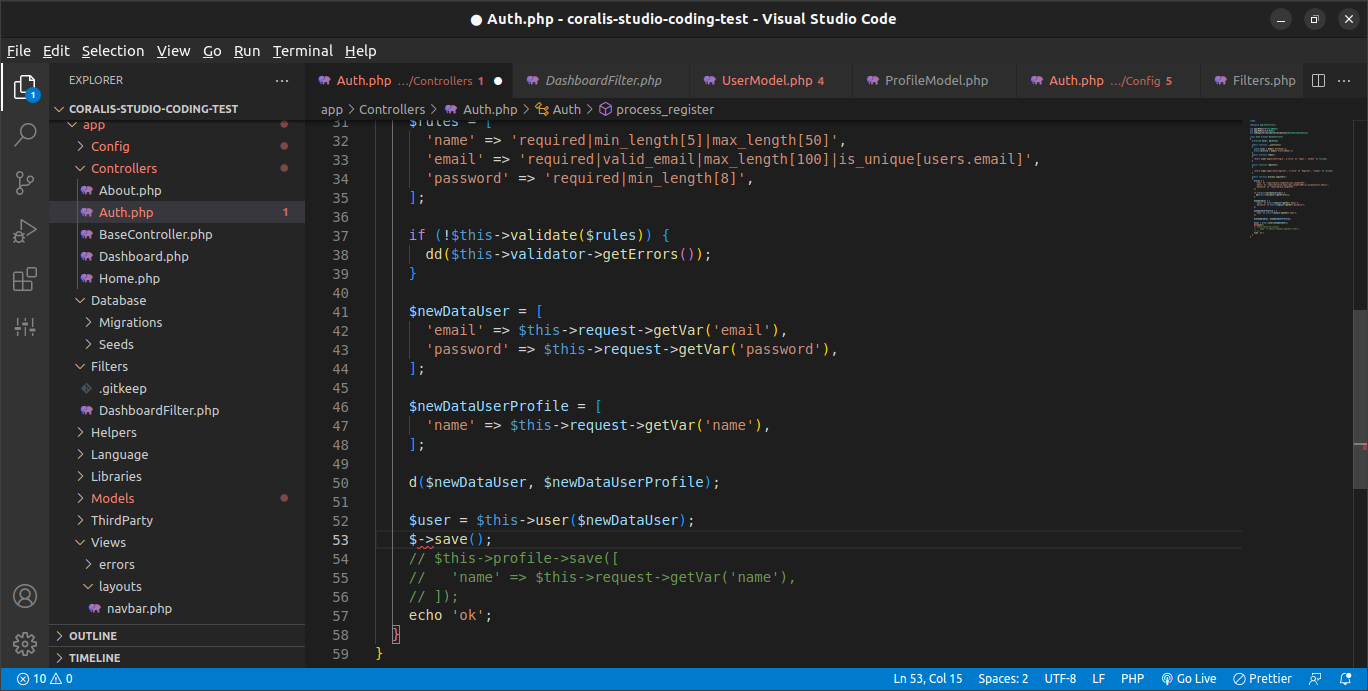 Auth.php - coralis-studio-coding-test - Visual Studio Code
File Edit Selection View Go Run Terminal Help
EXPLORER
Auth.php .../Controllers 1
DashboardFilter.php
UserModel.php 4
ProfileModel.php
Auth.php .../Config 5
Filters.php
1
CORALIS-STUDIO-CODING-TEST
app
Config
Controllers
About.php
Auth.php 1
BaseController.php
Dashboard.php
Home.php
Database
Migrations
Seeds
Filters
.gitkeep
DashboardFilter.php
Helpers
Language
Libraries
Models
ThirdParty
Views
errors
layouts
navbar.php
OUTLINE
TIMELINE
app > Controllers > Auth.php > Auth > process_register
31 $rules = [
32 'name' => 'required|min_length[5]|max_length[50]',
33 'email' => 'required|valid_email|max_length[100]|is_unique[users.email]',
34 'password' => 'required|min_length[8]',
35 ];
36
37 if (!$this->validate($rules)) {
38 dd($this->validator->getErrors());
39 }
40
41 $newDataUser = [
42 'email' => $this->request->getVar('email'),
43 'password' => $this->request->getVar('password'),
44 ];
45
46 $newDataUserProfile = [
47 'name' => $this->request->getVar('name'),
48 ];
49
50 d($newDataUser, $newDataUserProfile);
51
52 $user = $this->user($newDataUser);
53 $->save();
54 // $this->profile->save([
55 // 'name' => $this->request->getVar('name'),
56 // ]);
57 echo 'ok';
58 }
59 }
10 0
Ln 53, Col 15 Spaces: 2 UTF-8 LF PHP Go Live Prettier